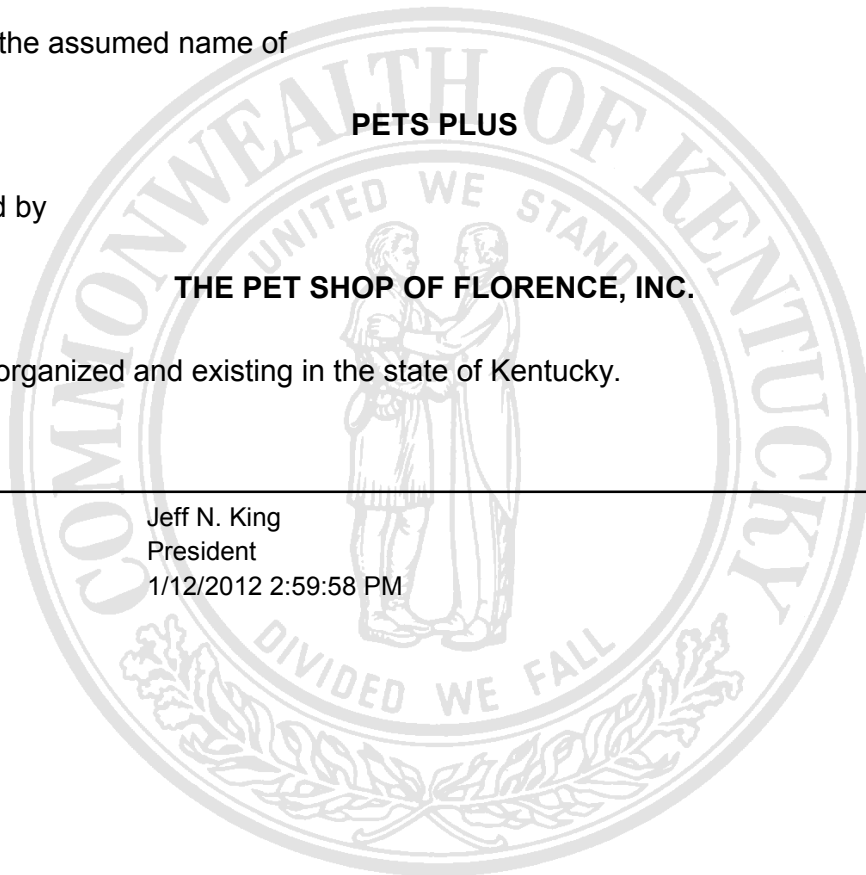 the assumed name of
PETS PLUS
d by
THE PET SHOP OF FLORENCE, INC.
organized and existing in the state of Kentucky.
Jeff N. King
President
1/12/2012 2:59:58 PM
COMMONWEALTH OF KENTUCKY
UNITED WE STAND
DIVIDED WE FALL